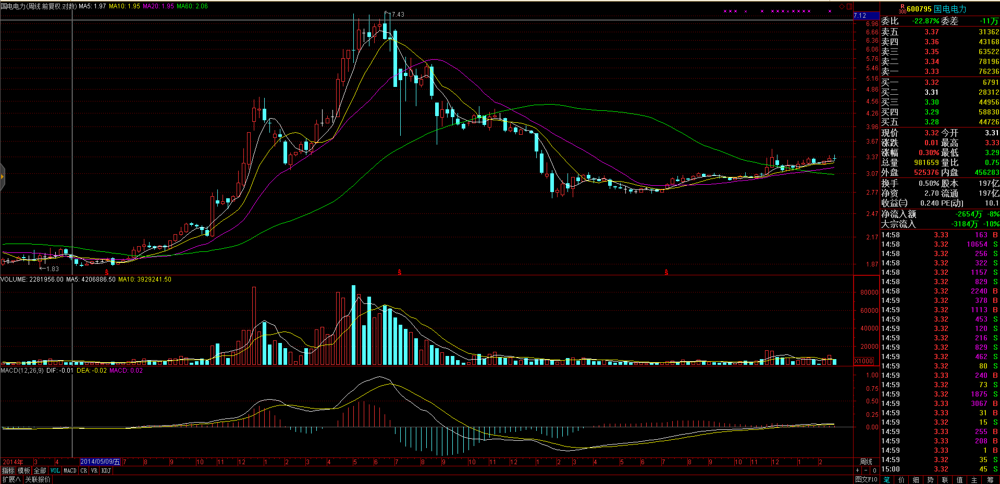 国电电力(周线.前复权.对数) MA5: 1.97 MA10: 1.95 MA20: 1.95 MA60: 2.06
7.43
1.83
S S S
7.12
6.96
6.66
6.36
6.06
5.76
5.46
5.16
4.86
4.56
4.26
3.96
3.67
3.37
3.07
2.77
2.47
2.17
1.87
VOLUME: 2281956.00 MA5: 4206886.50 MA10: 3929241.50
80000
60000
40000
20000
X1000
MACD(12,26,9) DIF: -0.01 DEA: -0.02 MACD: 0.02
1.00
0.75
0.50
0.25
0.00
2014年 3 4 2014/05/09/五 7 8 9 10 11 12 1 2 3 4 5 6 7 8 9 10 11 12 1 2 3 4 5 6 7 8 9 10 11 12 1 2 周线
指标 模板 全部 VOL MACD CR VR KDJ + - 0
扩展∧ 关联报价 图文F10
R 300 600795 国电电力
委比 -22.87% 委差 -11万
卖五 3.37 31362
卖四 3.36 43168
卖三 3.35 63522
卖二 3.34 78196
卖一 3.33 76236
买一 3.32 6791
买二 3.31 28312
买三 3.30 44956
买四 3.29 58830
买五 3.28 44726
现价 3.32 今开 3.31
涨跌 0.01 最高 3.33
涨幅 0.30% 最低 3.29
总量 981659 量比 0.75
外盘 525376 内盘 456283
换手 0.50% 股本 197亿
净资 2.70 流通 197亿
收益㈢ 0.240 PE(动) 10.1
净流入额 -2654万 -8%
大宗流入 -3184万 -10%
14:58 3.33 163 B
14:58 3.32 10654 S
14:58 3.32 256 S
14:58 3.32 322 S
14:58 3.32 1157 S
14:58 3.32 829 S
14:58 3.32 2240 B
14:59 3.32 378 B
14:59 3.32 1113 B
14:59 3.32 453 S
14:59 3.32 120 S
14:59 3.32 216 S
14:59 3.32 829 S
14:59 3.32 462 S
14:59 3.32 80 S
14:59 3.33 240 B
14:59 3.32 73 S
14:59 3.32 1875 S
14:59 3.33 3067 B
14:59 3.33 31 B
14:59 3.32 15 S
14:59 3.33 255 B
14:59 3.33 208 B
14:59 3.33 1 B
14:59 3.32 35 S
15:00 3.32 45 S
笔 价 细 势 联 值 主 筹